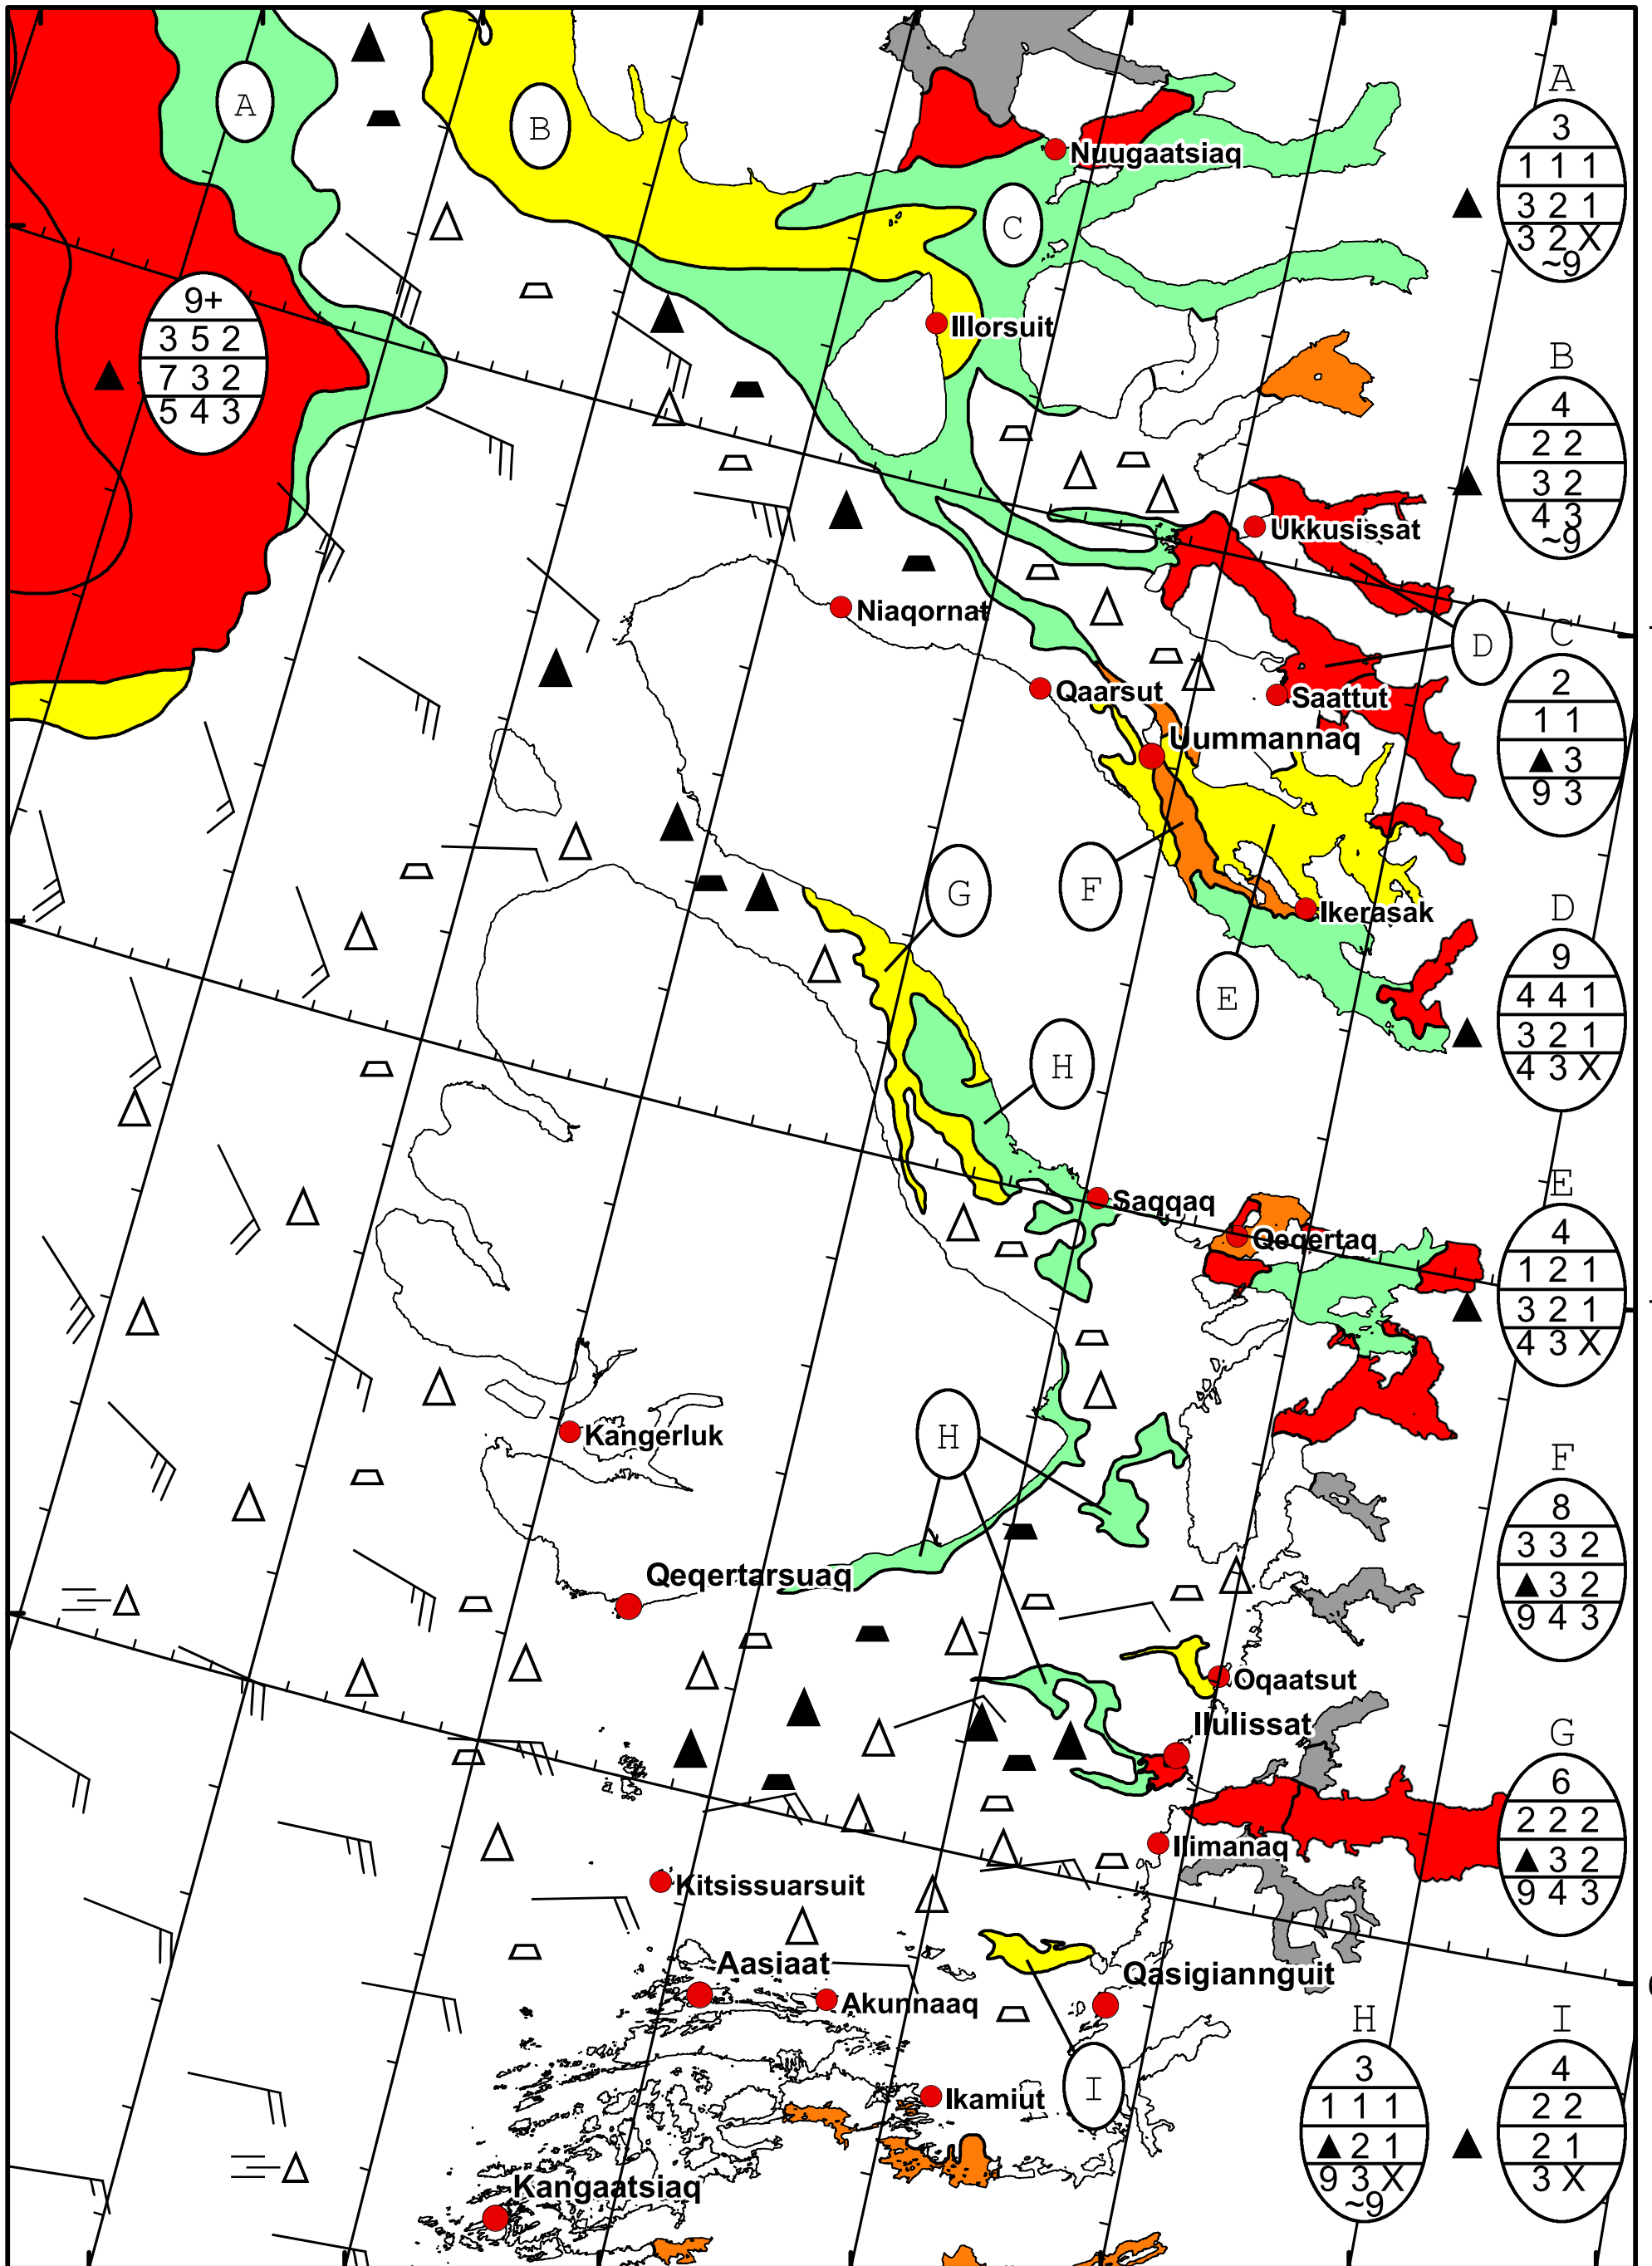 A
B
C
Nuugaatsiaq
Illorsuit
9+
3 5 2
7 3 2
5 4 3
Ukkusissat
Niaqornat
D
Qaarsut
Saattut
Uummannaq
F
G
Ikerasak
E
H
Saqqaq
Qeqertaq
Kangerluk
H
Qeqertarsuaq
Oqaatsut
Ilulissat
Ilimanaq
Kitsissuarsuit
Aasiaat
Qasigiannguit
Akunnaaq
I
Ikamiut
Kangaatsiaq
A
3
1 1 1
▲ 3 2 1
3 2 X
~9
B
4
2 2
▲ 3 2
4 3
~9
C
2
1 1
▲ 3
9 3
D
9
4 4 1
▲ 3 2 1
4 3 X
E
4
1 2 1
▲ 3 2 1
4 3 X
F
8
3 3 2
▲ 3 2
9 4 3
G
6
2 2 2
▲ 3 2
9 4 3
H
3
1 1 1
▲ 2 1
9 3 X
~9
I
4
2 2
▲ 2 1
3 X